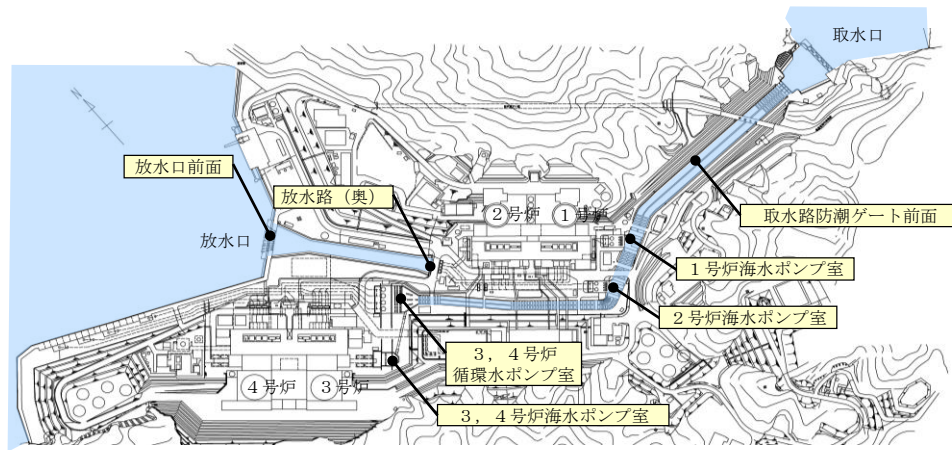 取水口
放水口前面
放水路（奥）
２号炉
１号炉
取水路防潮ゲート前面
放水口
１号炉海水ポンプ室
２号炉海水ポンプ室
３，４号炉
循環水ポンプ室
４号炉
３号炉
３，４号炉海水ポンプ室
N